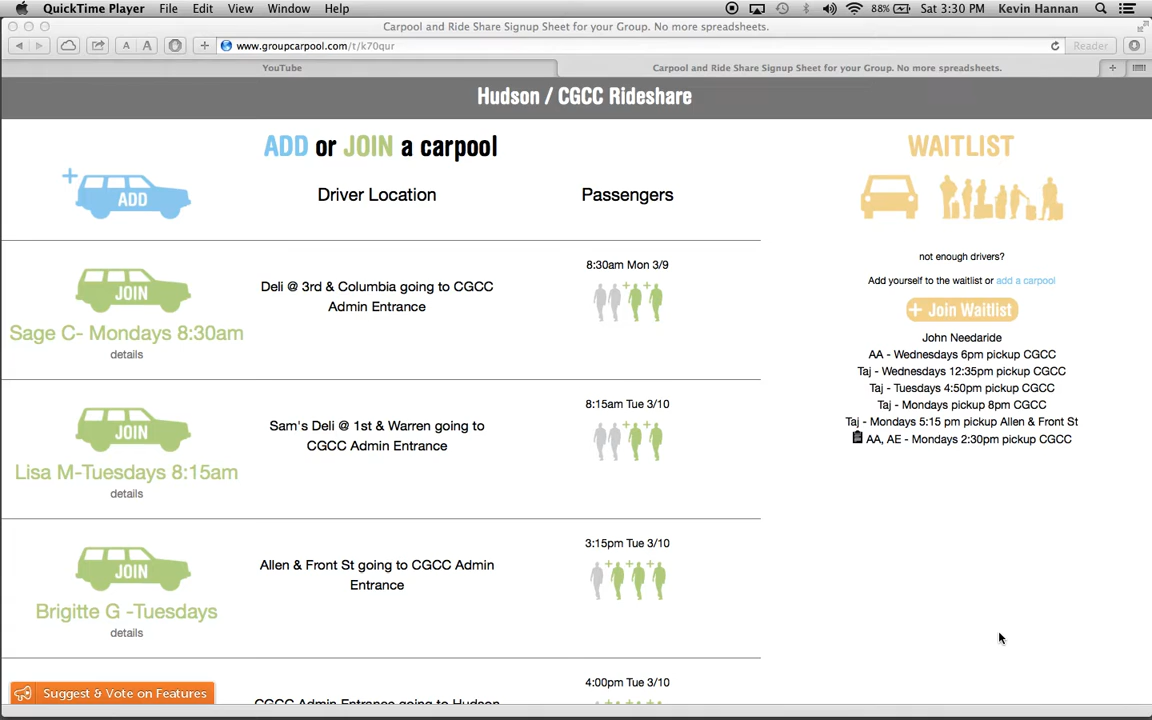 QuickTime Player File Edit View Window Help 88% Sat 3:30 PM Kevin Hannan
Carpool and Ride Share Signup Sheet for your Group. No more spreadsheets.
A A + www.groupcarpool.com/t/k70qur Reader
YouTube Carpool and Ride Share Signup Sheet for your Group. No more spreadsheets. +
Hudson / CGCC Rideshare
ADD or JOIN a carpool
+ ADD
Driver Location
Passengers
JOIN
Sage C- Mondays 8:30am
details
Deli @ 3rd & Columbia going to CGCC
Admin Entrance
8:30am Mon 3/9
JOIN
Lisa M-Tuesdays 8:15am
details
Sam's Deli @ 1st & Warren going to
CGCC Admin Entrance
8:15am Tue 3/10
JOIN
Brigitte G -Tuesdays
details
Allen & Front St going to CGCC Admin
Entrance
3:15pm Tue 3/10
CGCC Admin Entrance going to Hudson
4:00pm Tue 3/10
Suggest & Vote on Features
WAITLIST
not enough drivers?
Add yourself to the waitlist or add a carpool
+ Join Waitlist
John Needaride
AA - Wednesdays 6pm pickup CGCC
Taj - Wednesdays 12:35pm pickup CGCC
Taj - Tuesdays 4:50pm pickup CGCC
Taj - Mondays pickup 8pm CGCC
Taj - Mondays 5:15 pm pickup Allen & Front St
AA, AE - Mondays 2:30pm pickup CGCC